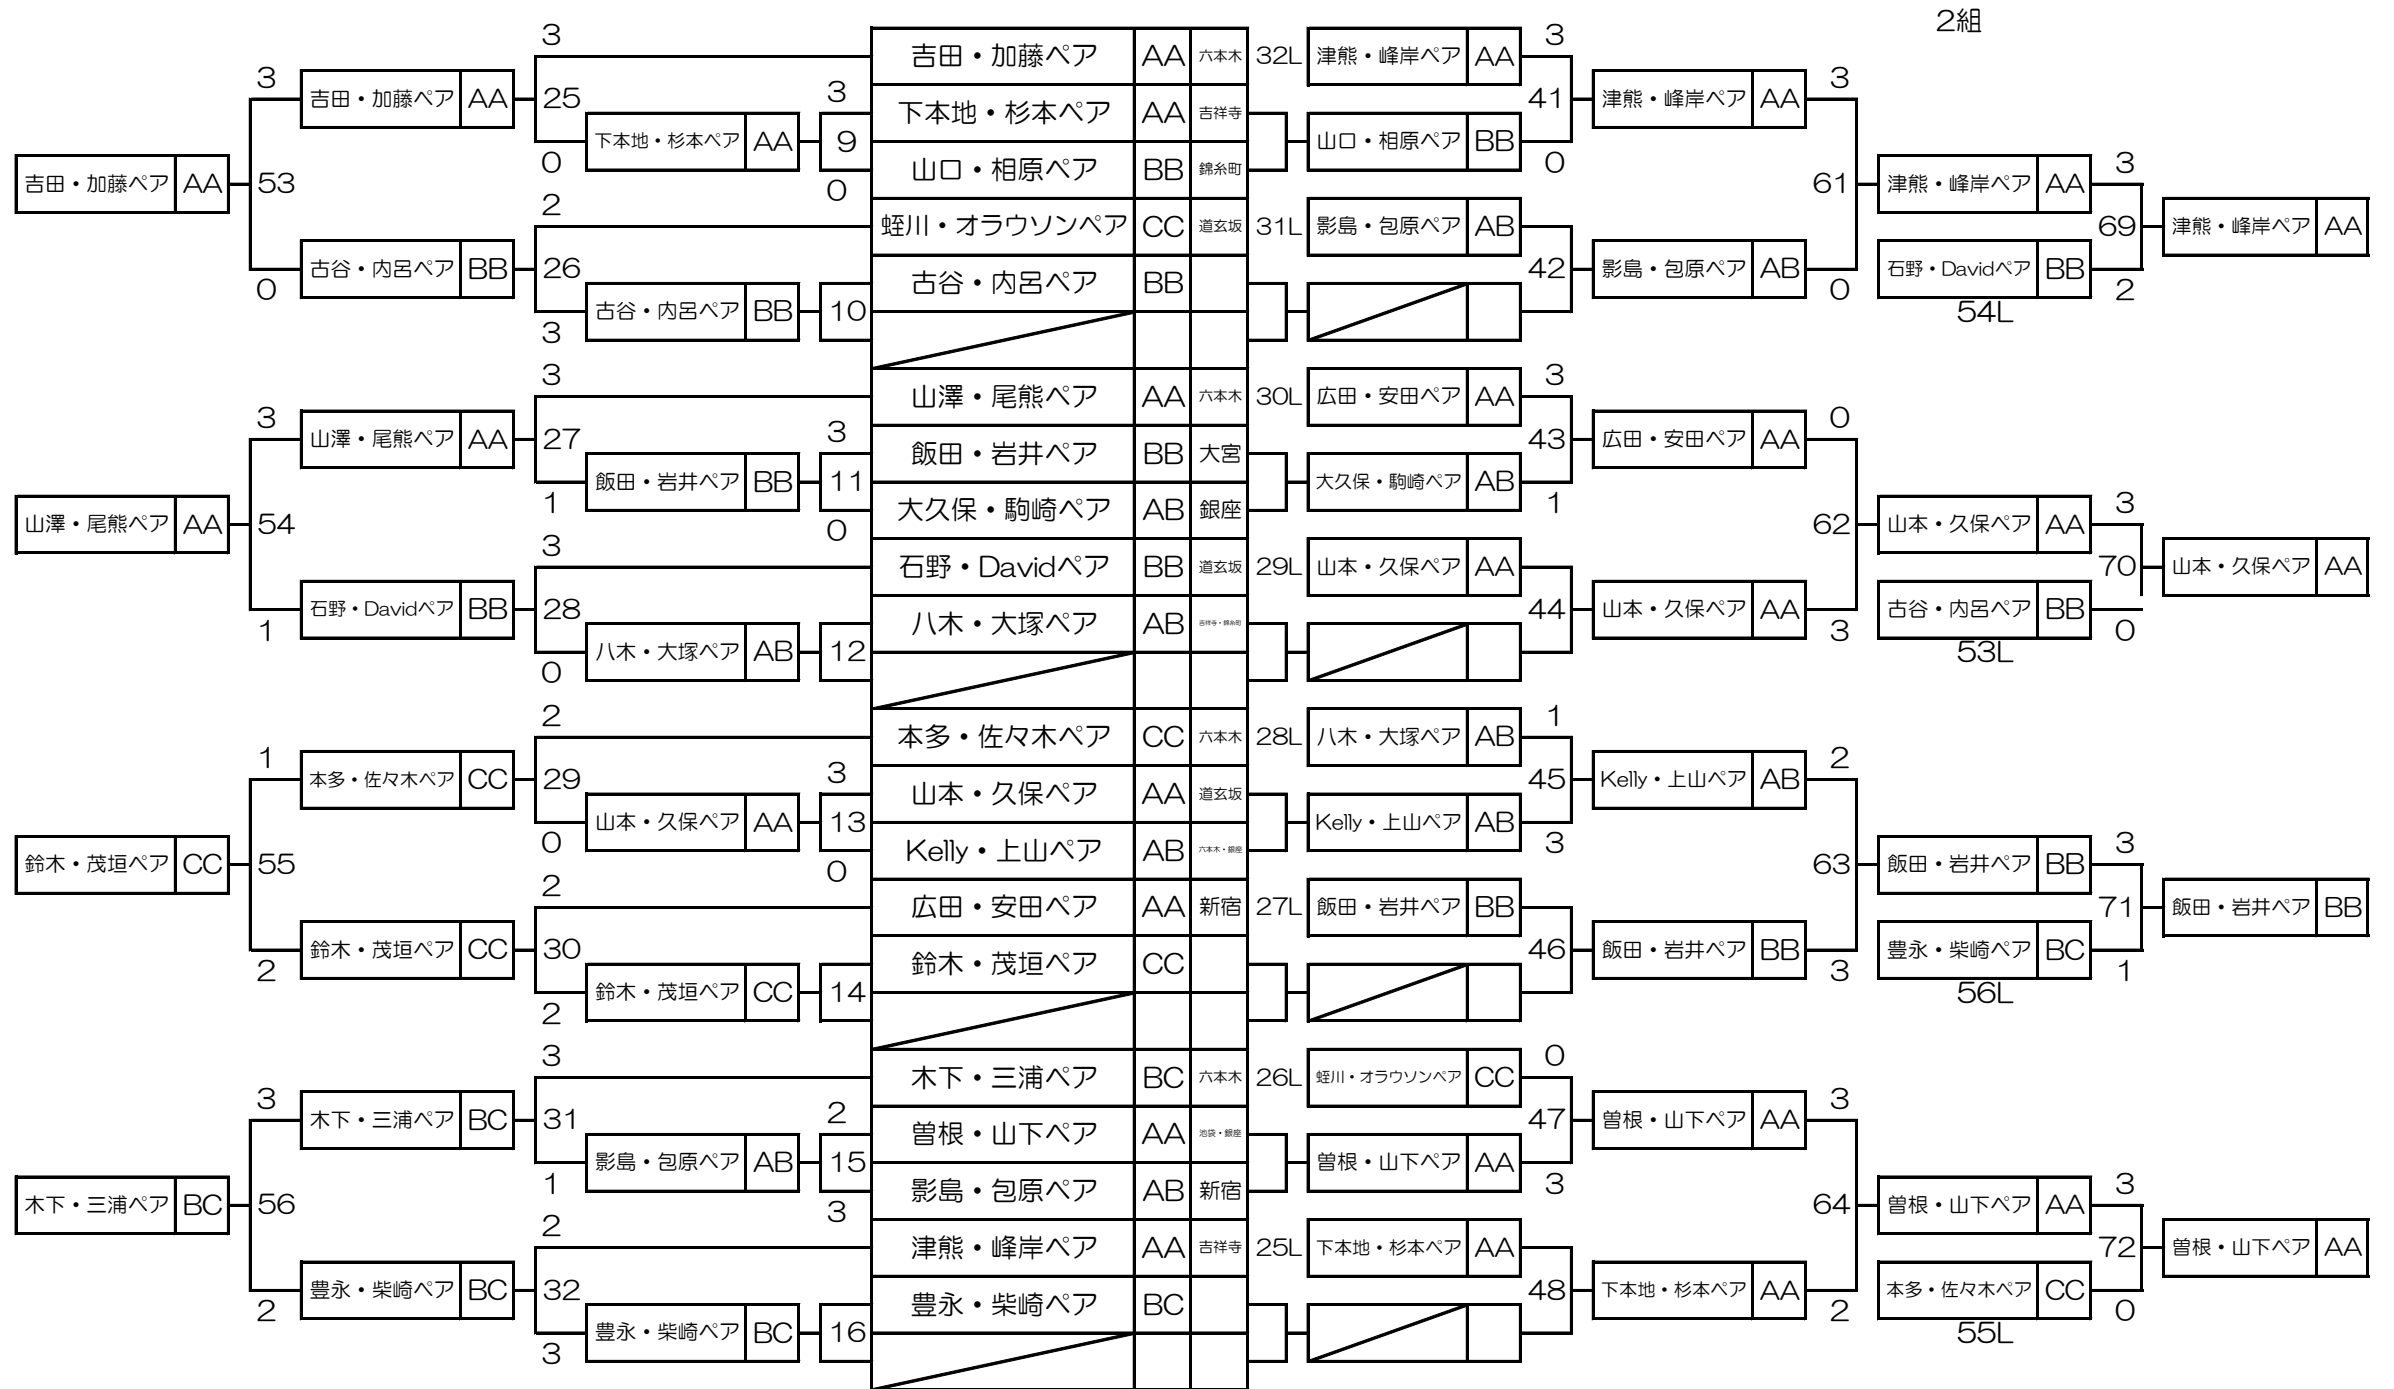 2組
3
吉田・加藤ペア AA 六本木 32L 津熊・峰岸ペア AA 3
3 吉田・加藤ペア AA 25 3 41 津熊・峰岸ペア AA 3
下本地・杉本ペア AA 吉祥寺
0 下本地・杉本ペア AA 9 山口・相原ペア BB 0
山口・相原ペア BB 錦糸町
吉田・加藤ペア AA 53 0 61 津熊・峰岸ペア AA 3
2
蛭川・オラウソンペア CC 道玄坂 31L 影島・包原ペア AB 69 津熊・峰岸ペア AA
0 古谷・内呂ペア BB 26 42 影島・包原ペア AB 0 石野・Davidペア BB 2
古谷・内呂ペア BB
3 古谷・内呂ペア BB 10 54L
3
山澤・尾熊ペア AA 六本木 30L 広田・安田ペア AA 3
3 山澤・尾熊ペア AA 27 3 43 広田・安田ペア AA 0
飯田・岩井ペア BB 大宮
1 飯田・岩井ペア BB 11 大久保・駒崎ペア AB 1
大久保・駒崎ペア AB 銀座
山澤・尾熊ペア AA 54 0 62 山本・久保ペア AA 3
3
石野・Davidペア BB 道玄坂 29L 山本・久保ペア AA 70 山本・久保ペア AA
1 石野・Davidペア BB 28 44 山本・久保ペア AA 3 古谷・内呂ペア BB 0
八木・大塚ペア AB 吉祥寺・錦糸町
0 八木・大塚ペア AB 12 53L
2
本多・佐々木ペア CC 六本木 28L 八木・大塚ペア AB 1
1 本多・佐々木ペア CC 29 3 45 Kelly・上山ペア AB 2
山本・久保ペア AA 道玄坂
0 山本・久保ペア AA 13 Kelly・上山ペア AB 3
Kelly・上山ペア AB 六本木・銀座
鈴木・茂垣ペア CC 55 0 63 飯田・岩井ペア BB 3
2
広田・安田ペア AA 新宿 27L 飯田・岩井ペア BB 71 飯田・岩井ペア BB
2 鈴木・茂垣ペア CC 30 46 飯田・岩井ペア BB 3 豊永・柴崎ペア BC 1
鈴木・茂垣ペア CC
2 鈴木・茂垣ペア CC 14 56L
3
木下・三浦ペア BC 六本木 26L 蛭川・オラウソンペア CC 0
3 木下・三浦ペア BC 31 2 47 曽根・山下ペア AA 3
曽根・山下ペア AA 池袋・銀座
1 影島・包原ペア AB 15 曽根・山下ペア AA 3
影島・包原ペア AB 新宿
木下・三浦ペア BC 56 3 64 曽根・山下ペア AA 3
2
津熊・峰岸ペア AA 吉祥寺 25L 下本地・杉本ペア AA 72 曽根・山下ペア AA
2 豊永・柴崎ペア BC 32 48 下本地・杉本ペア AA 2 本多・佐々木ペア CC 0
豊永・柴崎ペア BC
3 豊永・柴崎ペア BC 16 55L